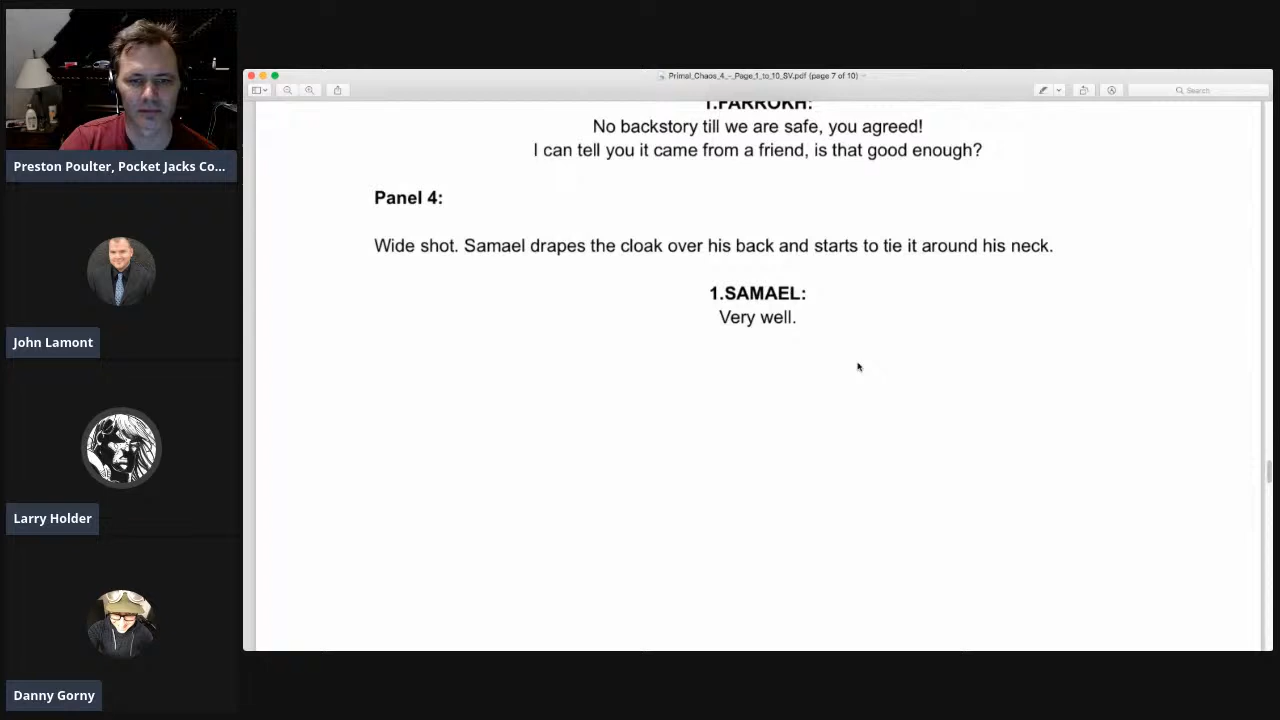 Primal_Chaos_4_-_Page_1_to_10_SV.pdf (page 7 of 10)
Search
1.FARROKH:
No backstory till we are safe, you agreed!
I can tell you it came from a friend, is that good enough?
Panel 4:
Wide shot. Samael drapes the cloak over his back and starts to tie it around his neck.
1.SAMAEL:
Very well.
Preston Poulter, Pocket Jacks Co...
John Lamont
Larry Holder
Danny Gorny